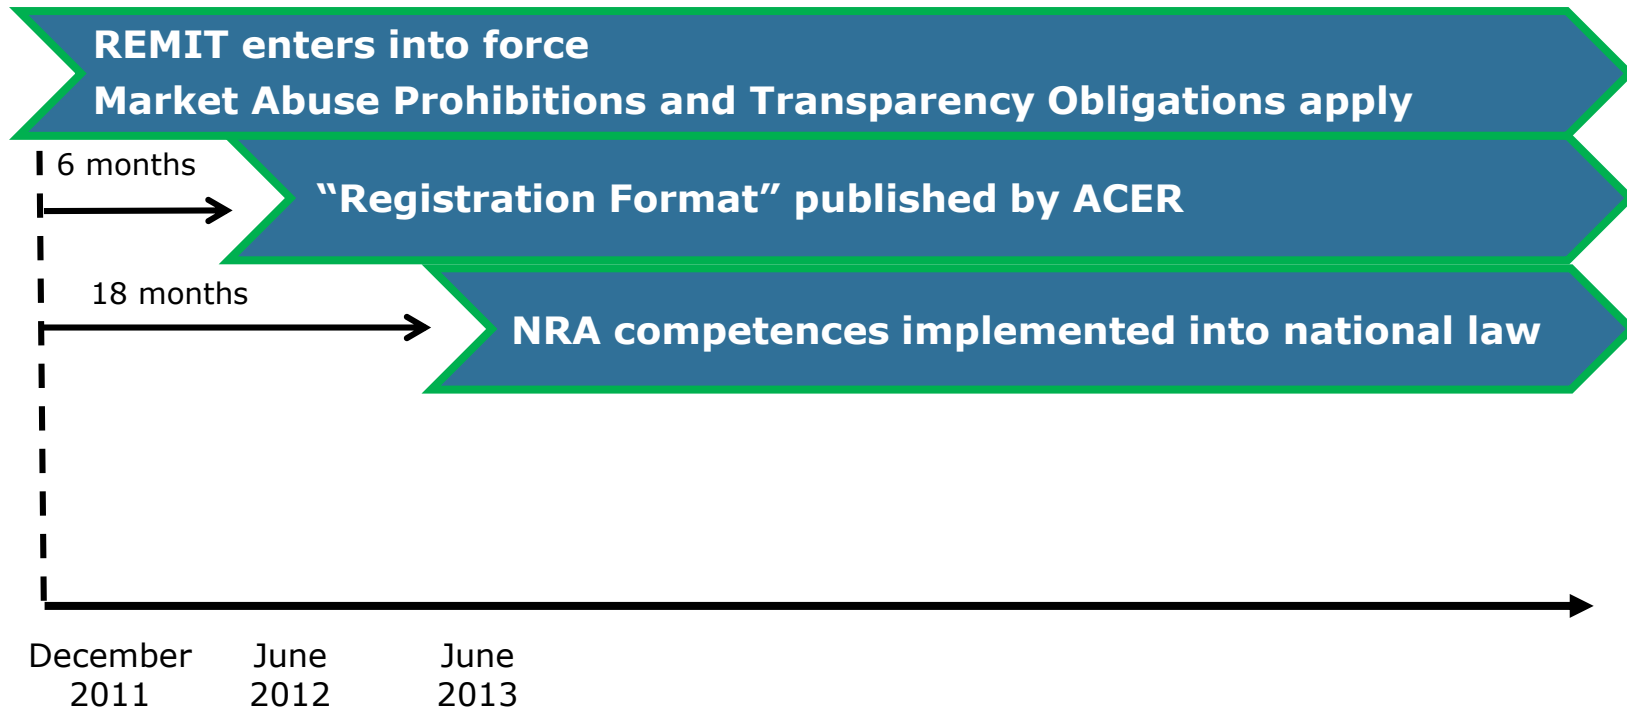 REMIT enters into force
Market Abuse Prohibitions and Transparency Obligations apply
6 months
“Registration Format” published by ACER
18 months
NRA competences implemented into national law
December
2011
June
2012
June
2013